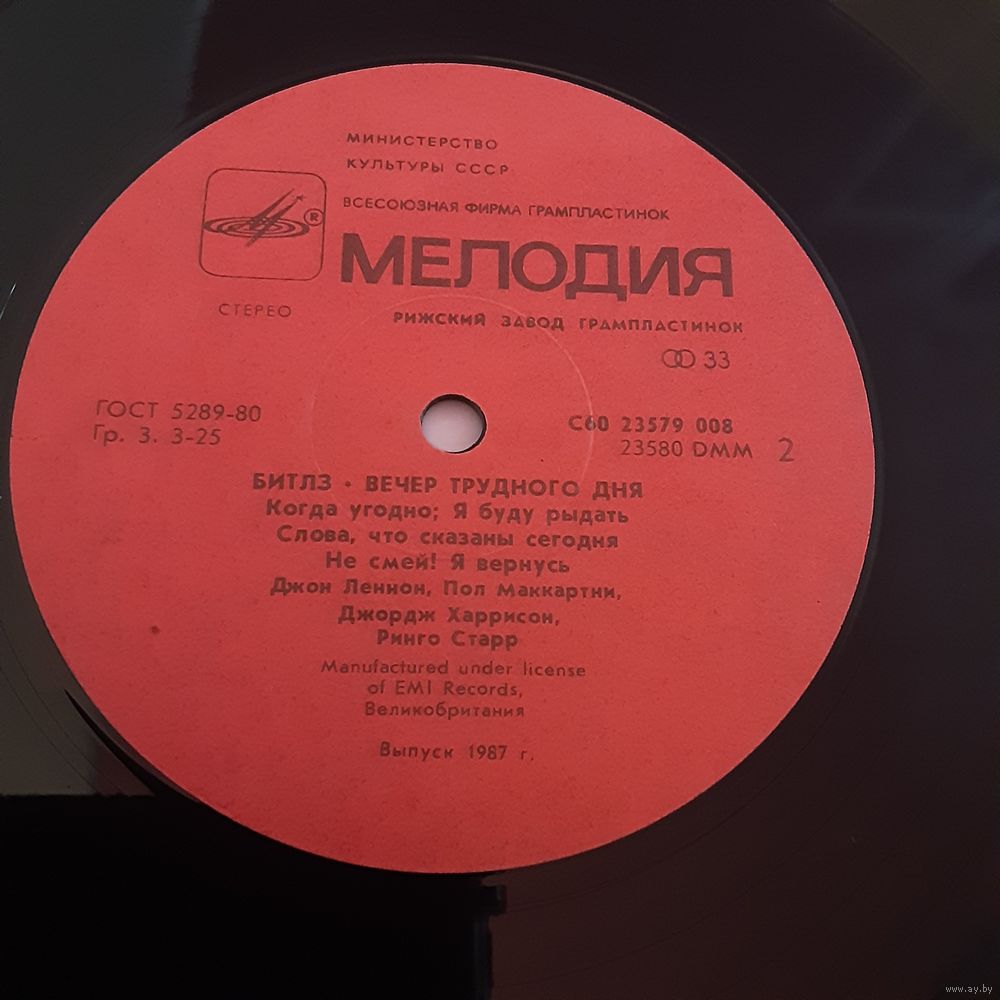 МИНИСТЕРСТВО
КУЛЬТУРЫ СССР
ВСЕСОЮЗНАЯ ФИРМА ГРАМПЛАСТИНОК
®
МЕЛОДИЯ
СТЕРЕО
РИЖСКИЙ ЗАВОД ГРАМПЛАСТИНОК
33
ГОСТ 5289-80
Гр. 3. 3-25
С60 23579 008
23580 DMM 2
БИТЛЗ · ВЕЧЕР ТРУДНОГО ДНЯ
Когда угодно; Я буду рыдать
Слова, что сказаны сегодня
Не смей! Я вернусь
Джон Леннон, Пол Маккартни,
Джордж Харрисон,
Ринго Старр
Manufactured under license
of EMI Records,
Великобритания
Выпуск 1987 г.
www.ay.by